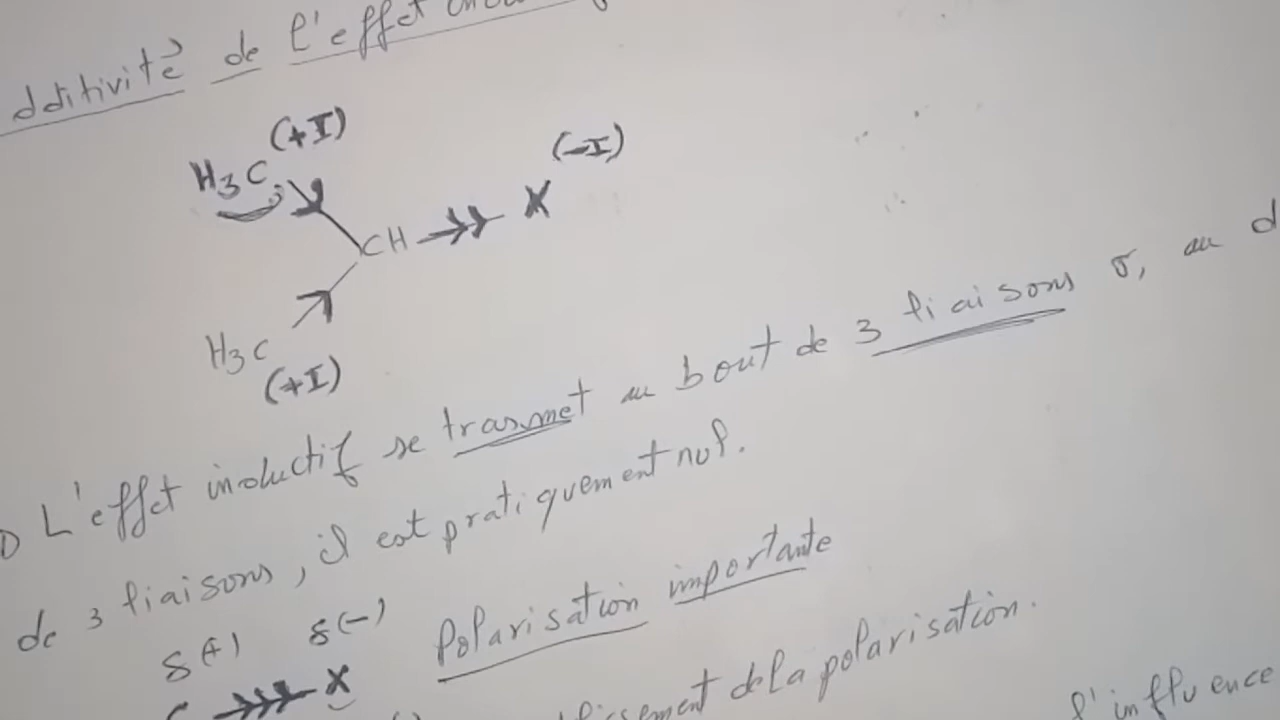 dditivité de l'effet
(+I)
H3C
(-I)
CH X
H3C
(+I)
L'effet inductif se trasmet au bout de 3 liaisons σ, au d
de 3 liaisons, il est pratiquement nul.
δ(+) δ(-) Polarisation importante
C X
de la polarisation.
l'influence